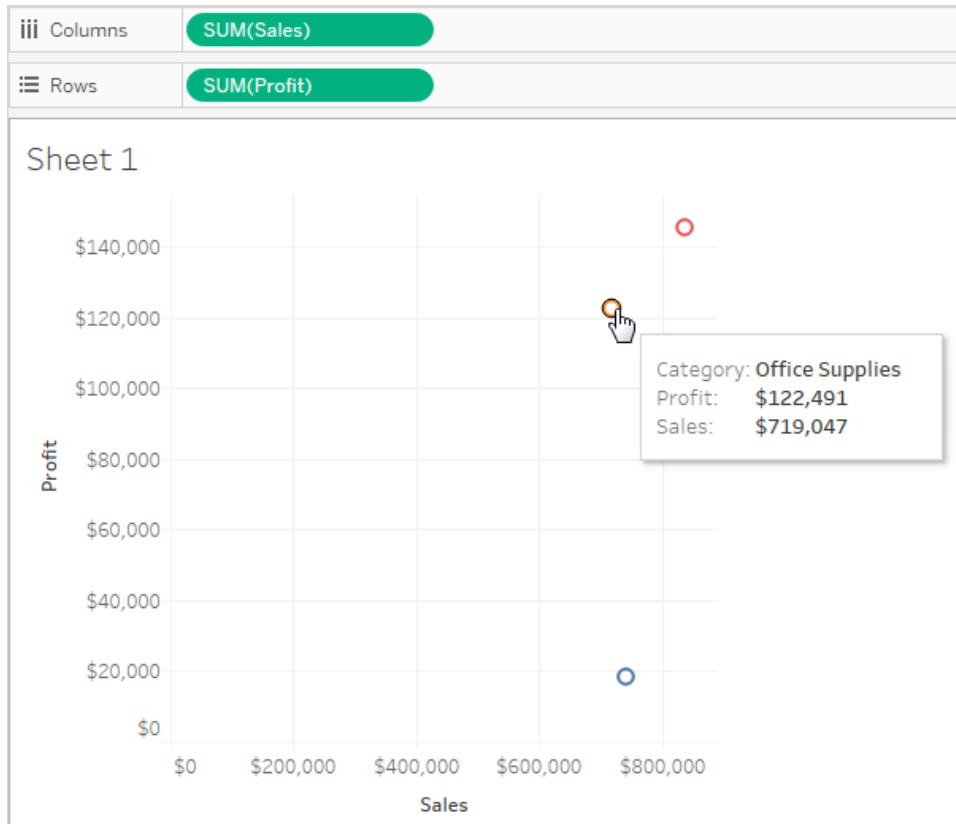 Columns SUM(Sales)
Rows SUM(Profit)
Sheet 1
$140,000
$120,000
$100,000
$80,000
$60,000
$40,000
$20,000
$0
Profit
Category: Office Supplies
Profit: $122,491
Sales: $719,047
$0 $200,000 $400,000 $600,000 $800,000
Sales